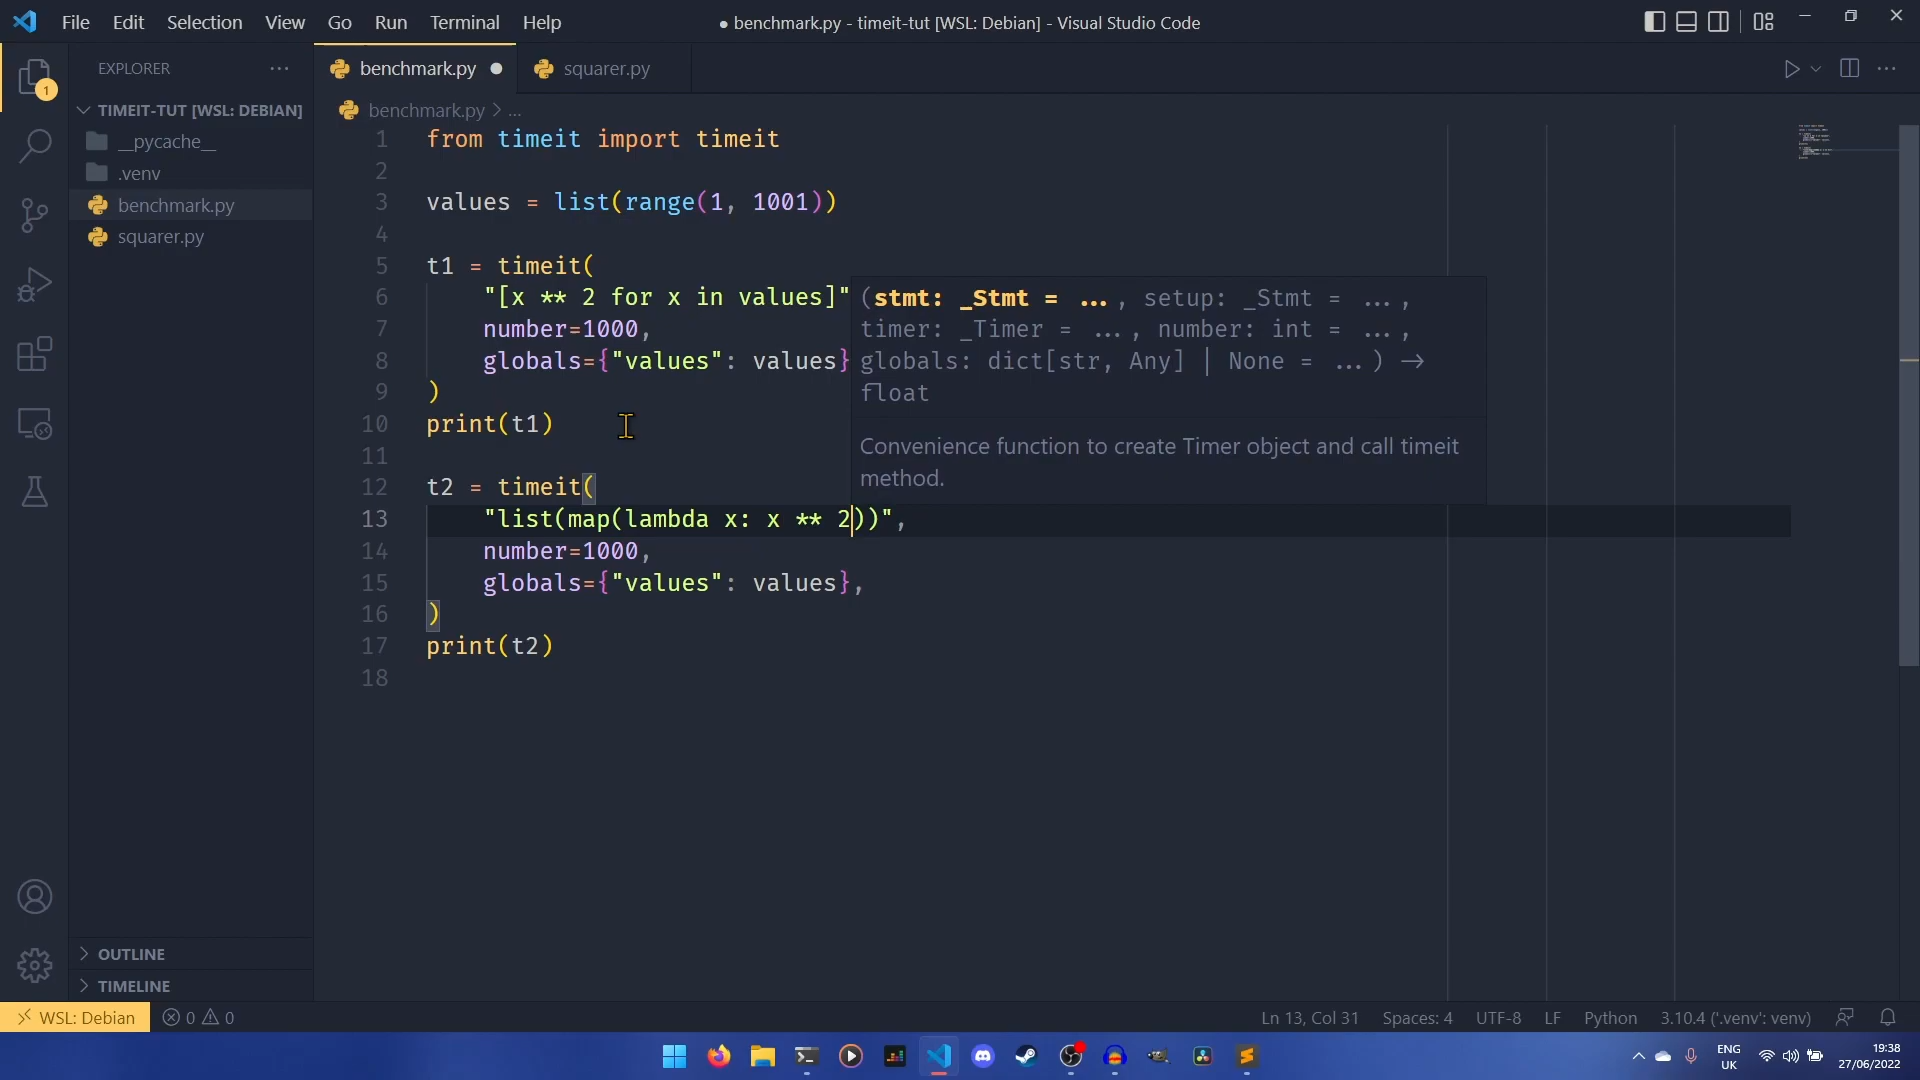 File Edit Selection View Go Run Terminal Help
● benchmark.py - timeit-tut [WSL: Debian] - Visual Studio Code
EXPLORER
benchmark.py
squarer.py
1
TIMEIT-TUT [WSL: DEBIAN]
__pycache__
.venv
benchmark.py
squarer.py
benchmark.py > ...
1 from timeit import timeit
2
3 values = list(range(1, 1001))
4
5 t1 = timeit(
6 "[x ** 2 for x in values]"
7 number=1000,
8 globals={"values": values}
9 )
10 print(t1)
11
12 t2 = timeit(
13 "list(map(lambda x: x ** 2))",
14 number=1000,
15 globals={"values": values},
16 )
17 print(t2)
18
(stmt: _Stmt = ..., setup: _Stmt = ...,
timer: _Timer = ..., number: int = ...,
globals: dict[str, Any] | None = ...) →
float
Convenience function to create Timer object and call timeit
method.
OUTLINE
TIMELINE
WSL: Debian 0 0
Ln 13, Col 31 Spaces: 4 UTF-8 LF Python 3.10.4 ('.venv': venv)
ENG
UK
19:38
27/06/2022